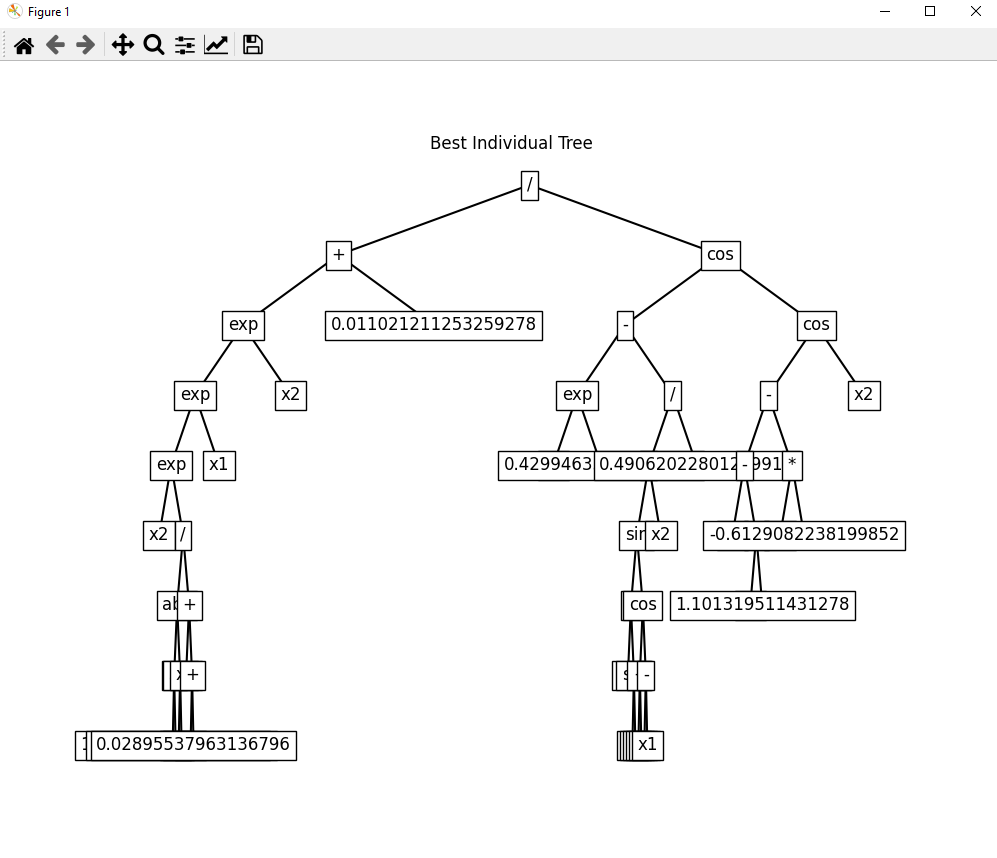 Figure 1
Best Individual Tree
/
+ cos
exp 0.011021211253259278 - cos
exp x2 exp / - x2
exp x1 0.4299463 0.490620228012 - 991 *
x2 / x2 -0.6129082238199852
+ cos 1.101319511431278
+ -
0.02895537963136796 x1